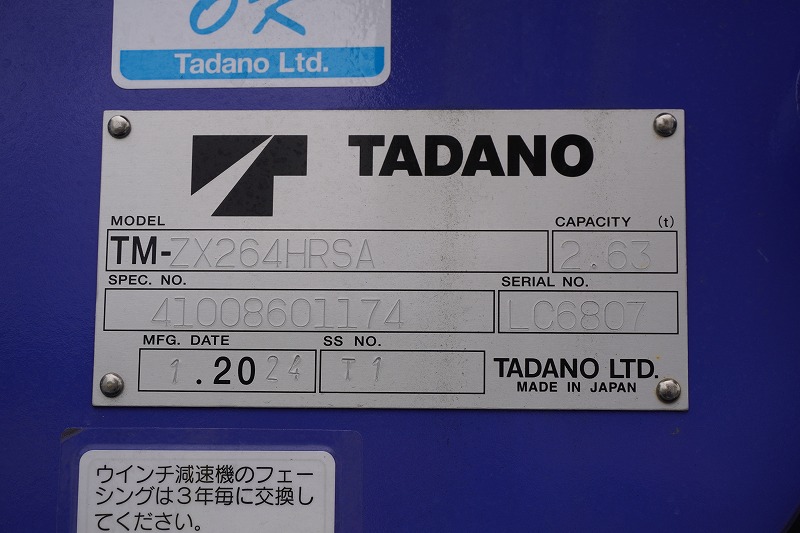 OK
Tadano Ltd.
TADANO
MODEL CAPACITY (t)
TM-ZX264HRSA 2.63
SPEC. NO. SERIAL NO.
41008601174 LC6807
MFG. DATE SS NO.
1.2024 T1 TADANO LTD.
MADE IN JAPAN
ウインチ減速機のフェー
シングは3年毎に交換し
てください。